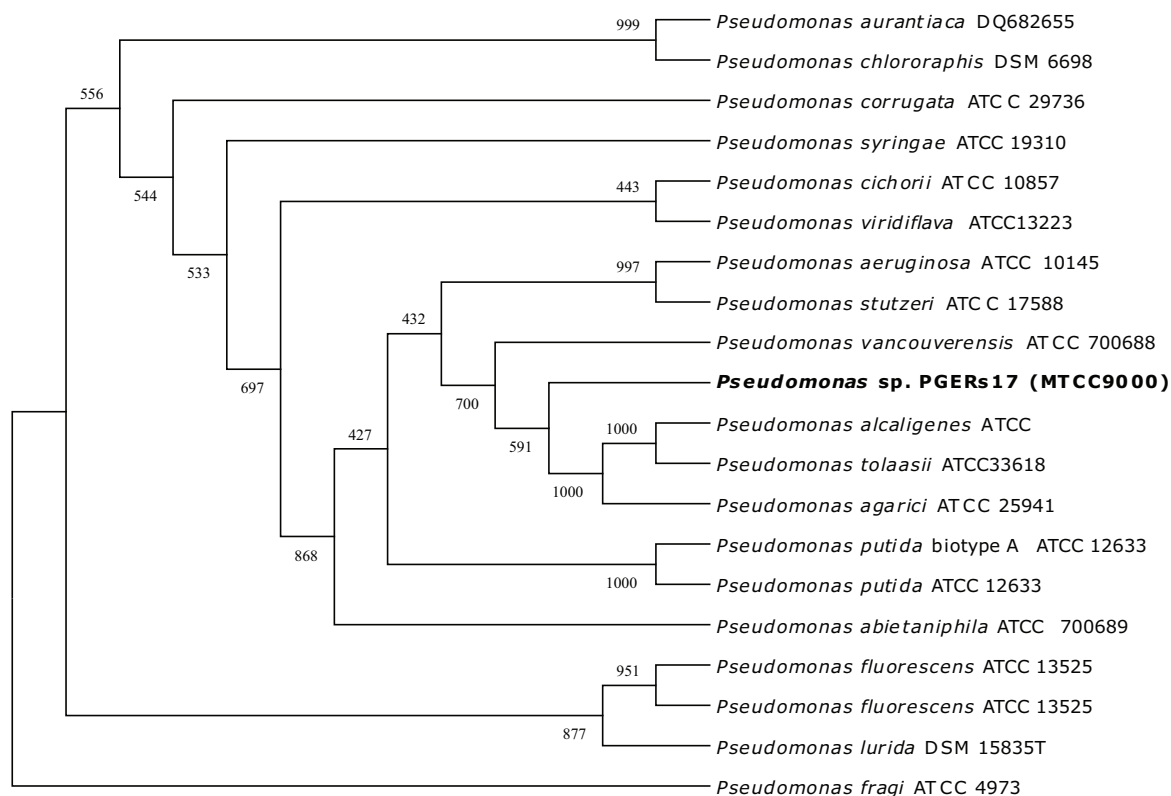 999
Pseudomonas aurantiaca DQ682655
Pseudomonas chlororaphis DSM 6698
556
Pseudomonas corrugata ATC C 29736
Pseudomonas syringae ATCC 19310
544
443
Pseudomonas cichorii ATCC 10857
Pseudomonas viridiflava ATCC13223
533
997
Pseudomonas aeruginosa ATCC 10145
Pseudomonas stutzeri ATC C 17588
432
Pseudomonas vancouverensis ATCC 700688
697
700
Pseudomonas sp. PGERs17 (MTCC9000)
427
591
1000
Pseudomonas alcaligenes ATCC
Pseudomonas tolaasii ATCC33618
1000
Pseudomonas agarici ATCC 25941
868
Pseudomonas putida biotype A ATCC 12633
1000
Pseudomonas putida ATCC 12633
Pseudomonas abietaniphila ATCC 700689
951
Pseudomonas fluorescens ATCC 13525
Pseudomonas fluorescens ATCC 13525
877
Pseudomonas lurida DSM 15835T
Pseudomonas fragi ATCC 4973